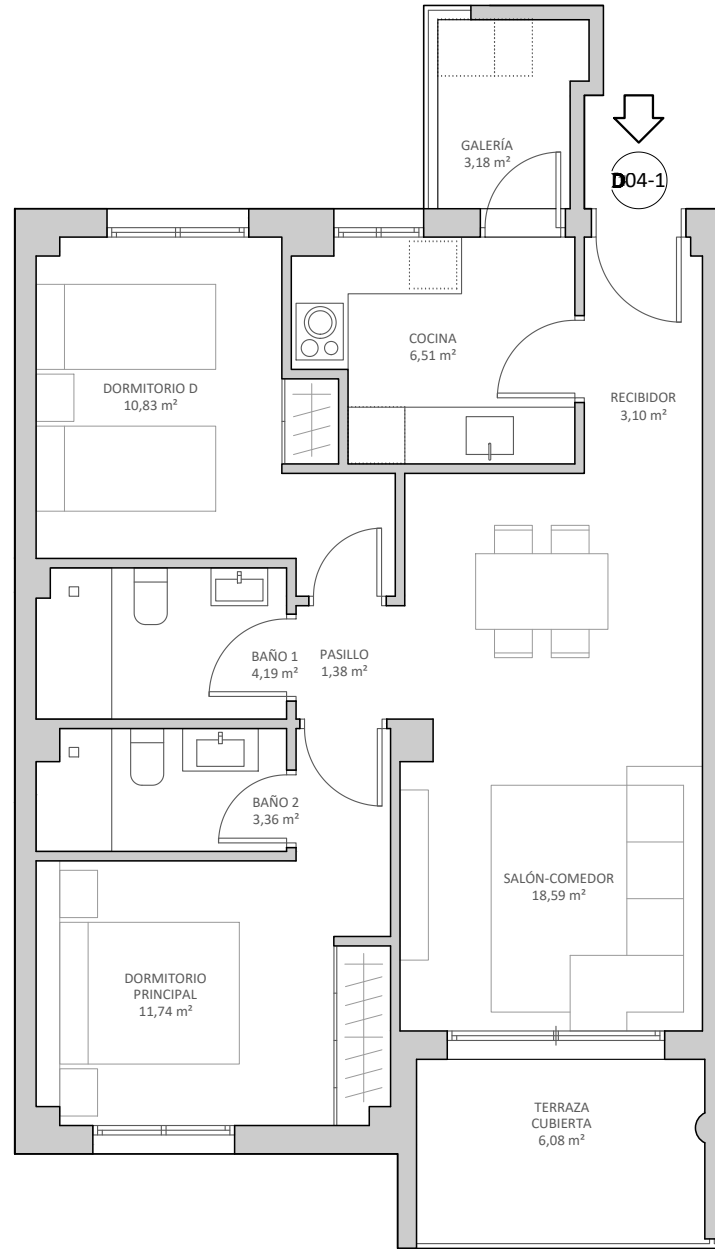 GALERÍA
3,18 m²
D04-1
COCINA
6,51 m²
DORMITORIO D
10,83 m²
RECIBIDOR
3,10 m²
BAÑO 1
4,19 m²
PASILLO
1,38 m²
BAÑO 2
3,36 m²
SALÓN-COMEDOR
18,59 m²
DORMITORIO
PRINCIPAL
11,74 m²
TERRAZA
CUBIERTA
6,08 m²